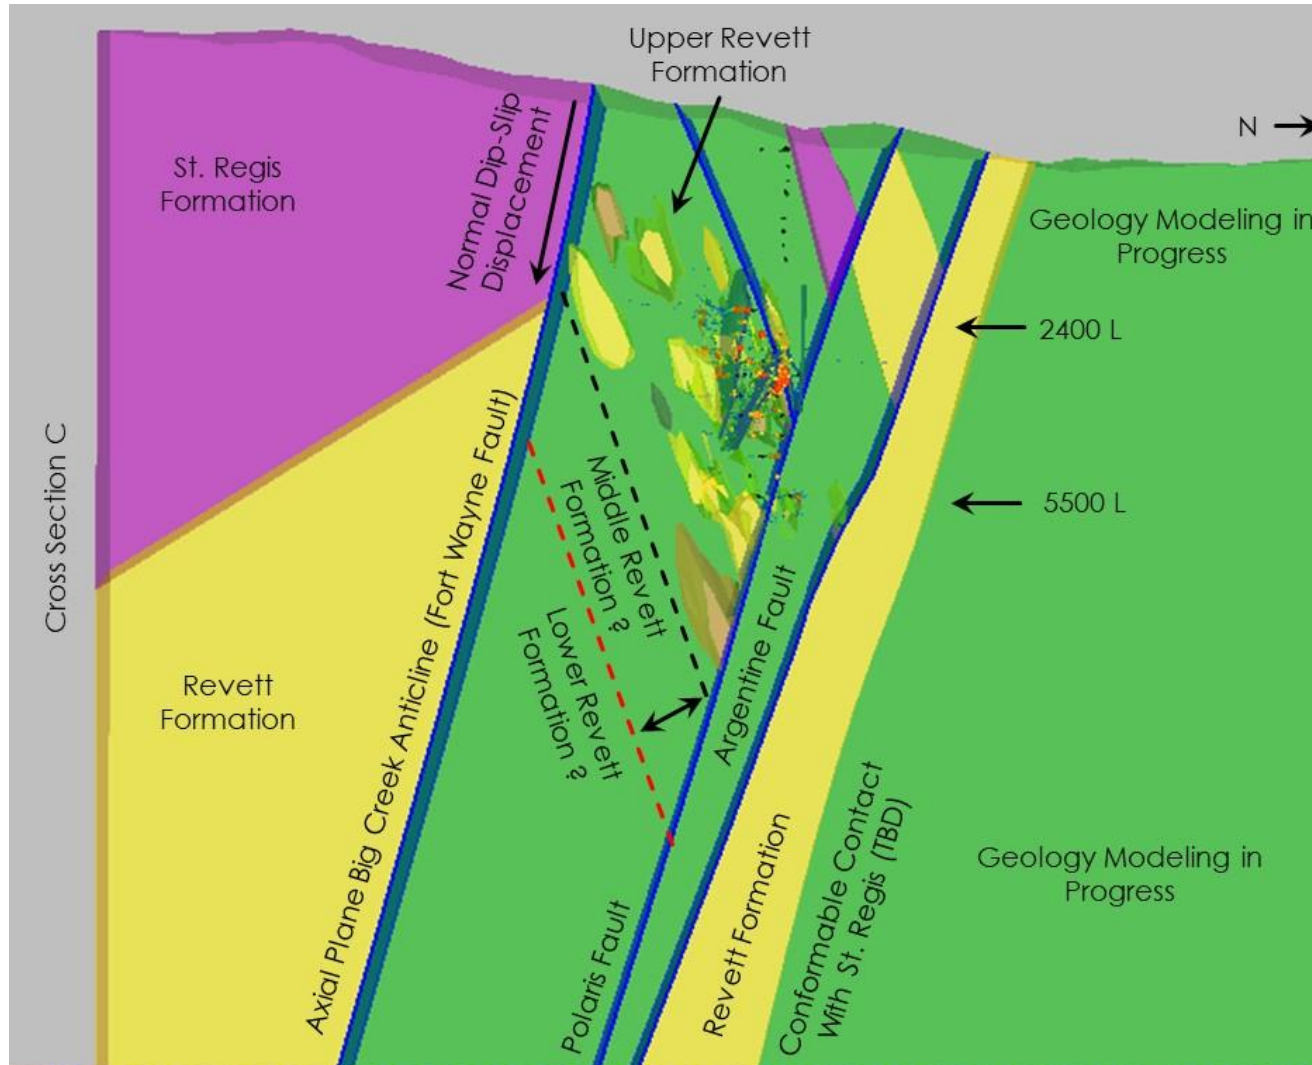 Upper Revett
Formation
N
St. Regis
Formation
Normal Dip-Slip
Displacement
Geology Modeling in
Progress
2400 L
5500 L
Cross Section C
Axial Plane Big Creek Anticline (Fort Wayne Fault)
Middle Revett
Formation ?
Lower Revett
Formation ?
Revett
Formation
Argentine Fault
Polaris Fault
Revett Formation
Conformable Contact
With St. Regis (TBD)
Geology Modeling in
Progress